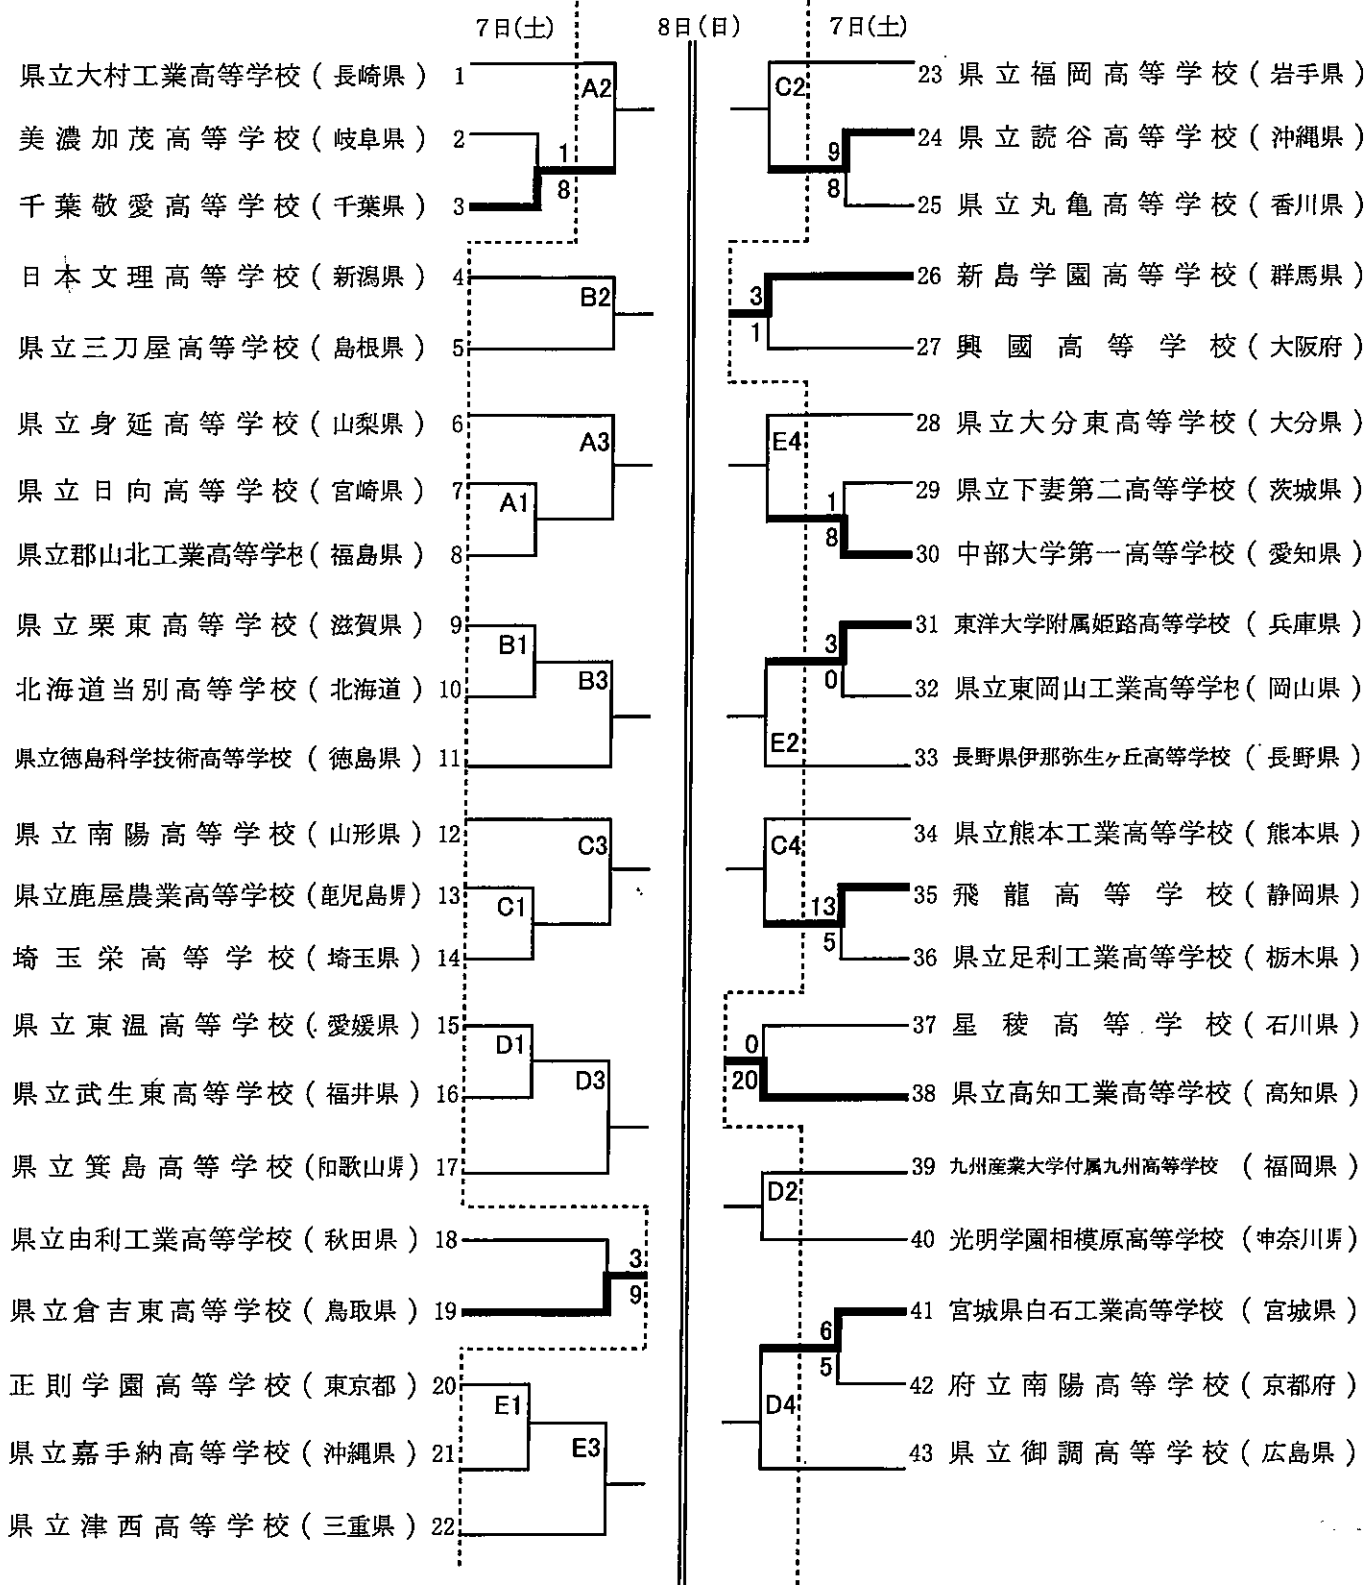 7日(土) 8日(日) 7日(土)
県立大村工業高等学校 ( 長崎県 ) 1
A2
美濃加茂高等学校 ( 岐阜県 ) 2
1
8
千葉敬愛高等学校 ( 千葉県 ) 3
日本文理高等学校 ( 新潟県 ) 4
B2
県立三刀屋高等学校 ( 島根県 ) 5
県立身延高等学校 ( 山梨県 ) 6
A3
県立日向高等学校 ( 宮崎県 ) 7
A1
県立郡山北工業高等学校 ( 福島県 ) 8
県立栗東高等学校 ( 滋賀県 ) 9
B1
B3
北海道当別高等学校 ( 北海道 ) 10
県立徳島科学技術高等学校 ( 徳島県 ) 11
県立南陽高等学校 ( 山形県 ) 12
C3
県立鹿屋農業高等学校 ( 鹿児島県 ) 13
C1
埼玉栄高等学校 ( 埼玉県 ) 14
県立東温高等学校 ( 愛媛県 ) 15
D1
D3
県立武生東高等学校 ( 福井県 ) 16
県立箕島高等学校 (和歌山県) 17
県立由利工業高等学校 ( 秋田県 ) 18
3
9
県立倉吉東高等学校 ( 鳥取県 ) 19
正則学園高等学校 ( 東京都 ) 20
E1
E3
県立嘉手納高等学校 ( 沖縄県 ) 21
県立津西高等学校 ( 三重県 ) 22
23 県立福岡高等学校 ( 岩手県 )
C2
24 県立読谷高等学校 ( 沖縄県 )
9
8
25 県立丸亀高等学校 ( 香川県 )
26 新島学園高等学校 ( 群馬県 )
3
1
27 興國高等学校 ( 大阪府 )
28 県立大分東高等学校 ( 大分県 )
E4
29 県立下妻第二高等学校 ( 茨城県 )
1
8
30 中部大学第一高等学校 ( 愛知県 )
31 東洋大学附属姫路高等学校 ( 兵庫県 )
3
0
32 県立東岡山工業高等学校 ( 岡山県 )
E2
33 長野県伊那弥生ヶ丘高等学校 ( 長野県 )
34 県立熊本工業高等学校 ( 熊本県 )
C4
35 飛龍高等学校 ( 静岡県 )
13
5
36 県立足利工業高等学校 ( 栃木県 )
37 星稜高等学校 ( 石川県 )
0
20
38 県立高知工業高等学校 ( 高知県 )
39 九州産業大学付属九州高等学校 ( 福岡県 )
D2
40 光明学園相模原高等学校 (神奈川県)
41 宮城県白石工業高等学校 ( 宮城県 )
6
5
42 府立南陽高等学校 ( 京都府 )
D4
43 県立御調高等学校 ( 広島県 )